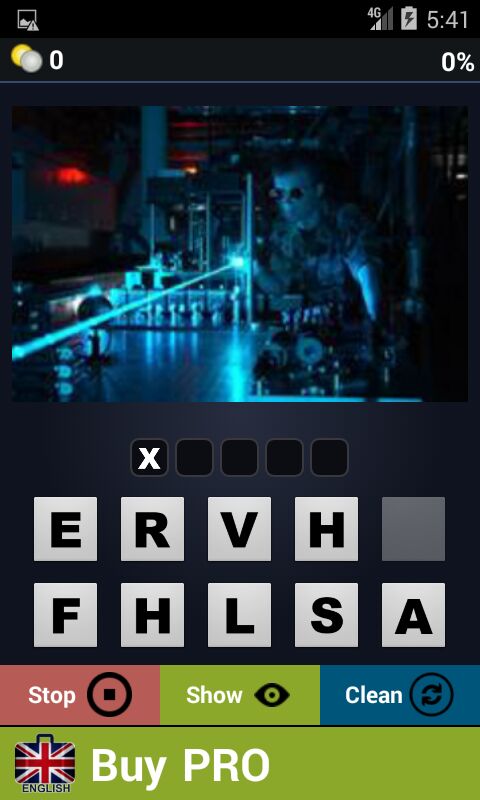 4G 5:41
0 0%
X
E R V H
F H L S A
Stop Show Clean
ENGLISH Buy PRO